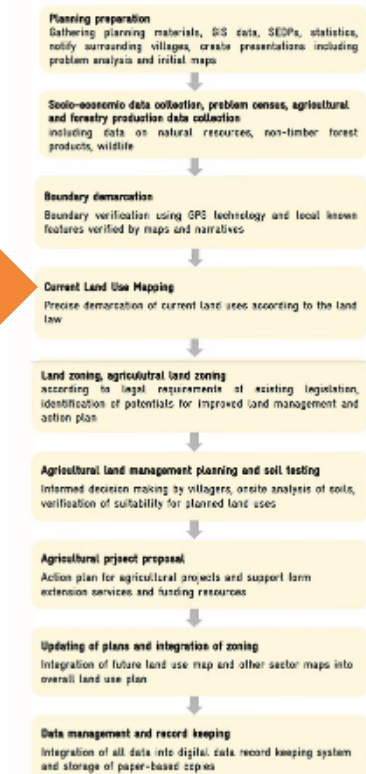 Planning preparation
Gathering planning materials, GIS data, SEDPs, statistics,
notify surrounding villages, create presentations including
problem analysis and initial maps
Socio-economic data collection, problem census, agricultural
and forestry production data collection
including data on natural resources, non-timber forest
products, wildlife
Boundary demarcation
Boundary verification using GPS technology and local known
features verified by maps and narratives
Current Land Use Mapping
Precise demarcation of current land uses according to the land
law
Land zoning, agriculutral land zoning
according to legal requirements of existing legislation,
identification of potentials for improved land management and
action plan
Agricultural land management planning and soil testing
Informed decision making by villagers, onsite analysis of soils,
verification of suitability for planned land uses
Agricultural prjaect proposal
Action plan for agricultural projects and support form
extension services and funding resources
Updating of plans and integration of zoning
Integration of future land use map and other sector maps into
overall land use plan
Data management and record keeping
Integration of all data into digital data record keeping system
and storage of paper-based copies